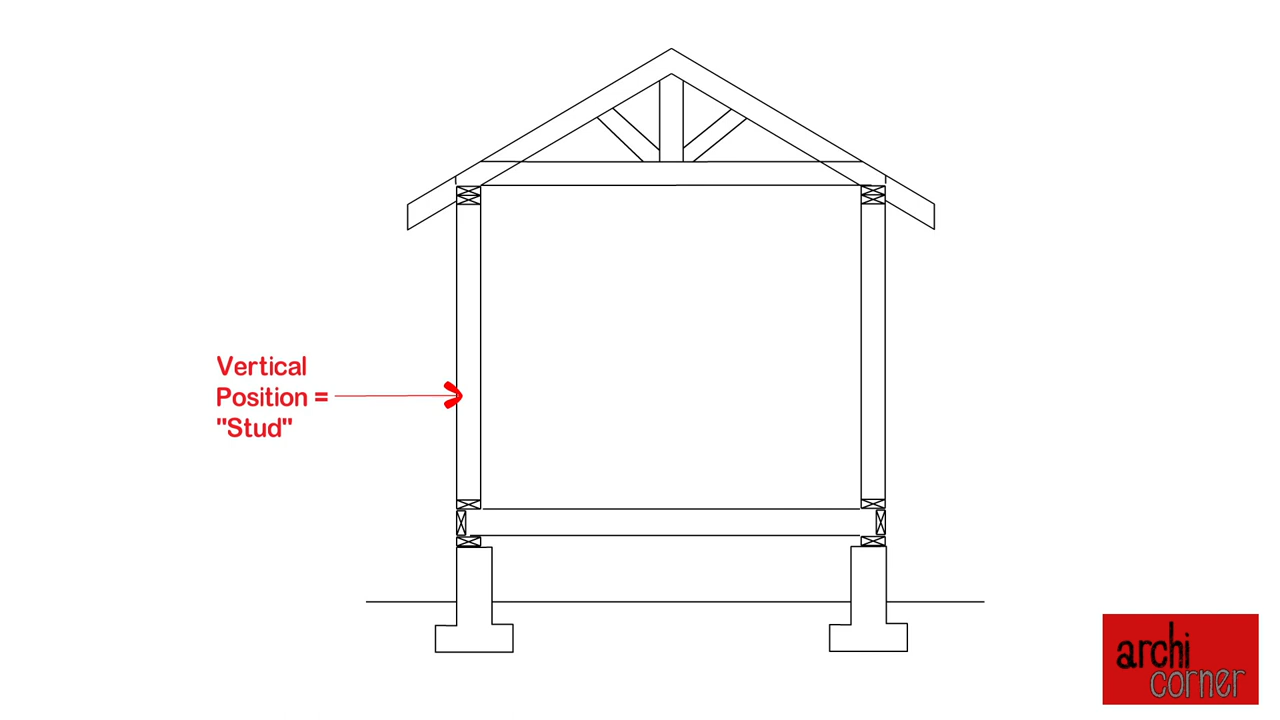 Vertical
Position =
"Stud"
archi
corner